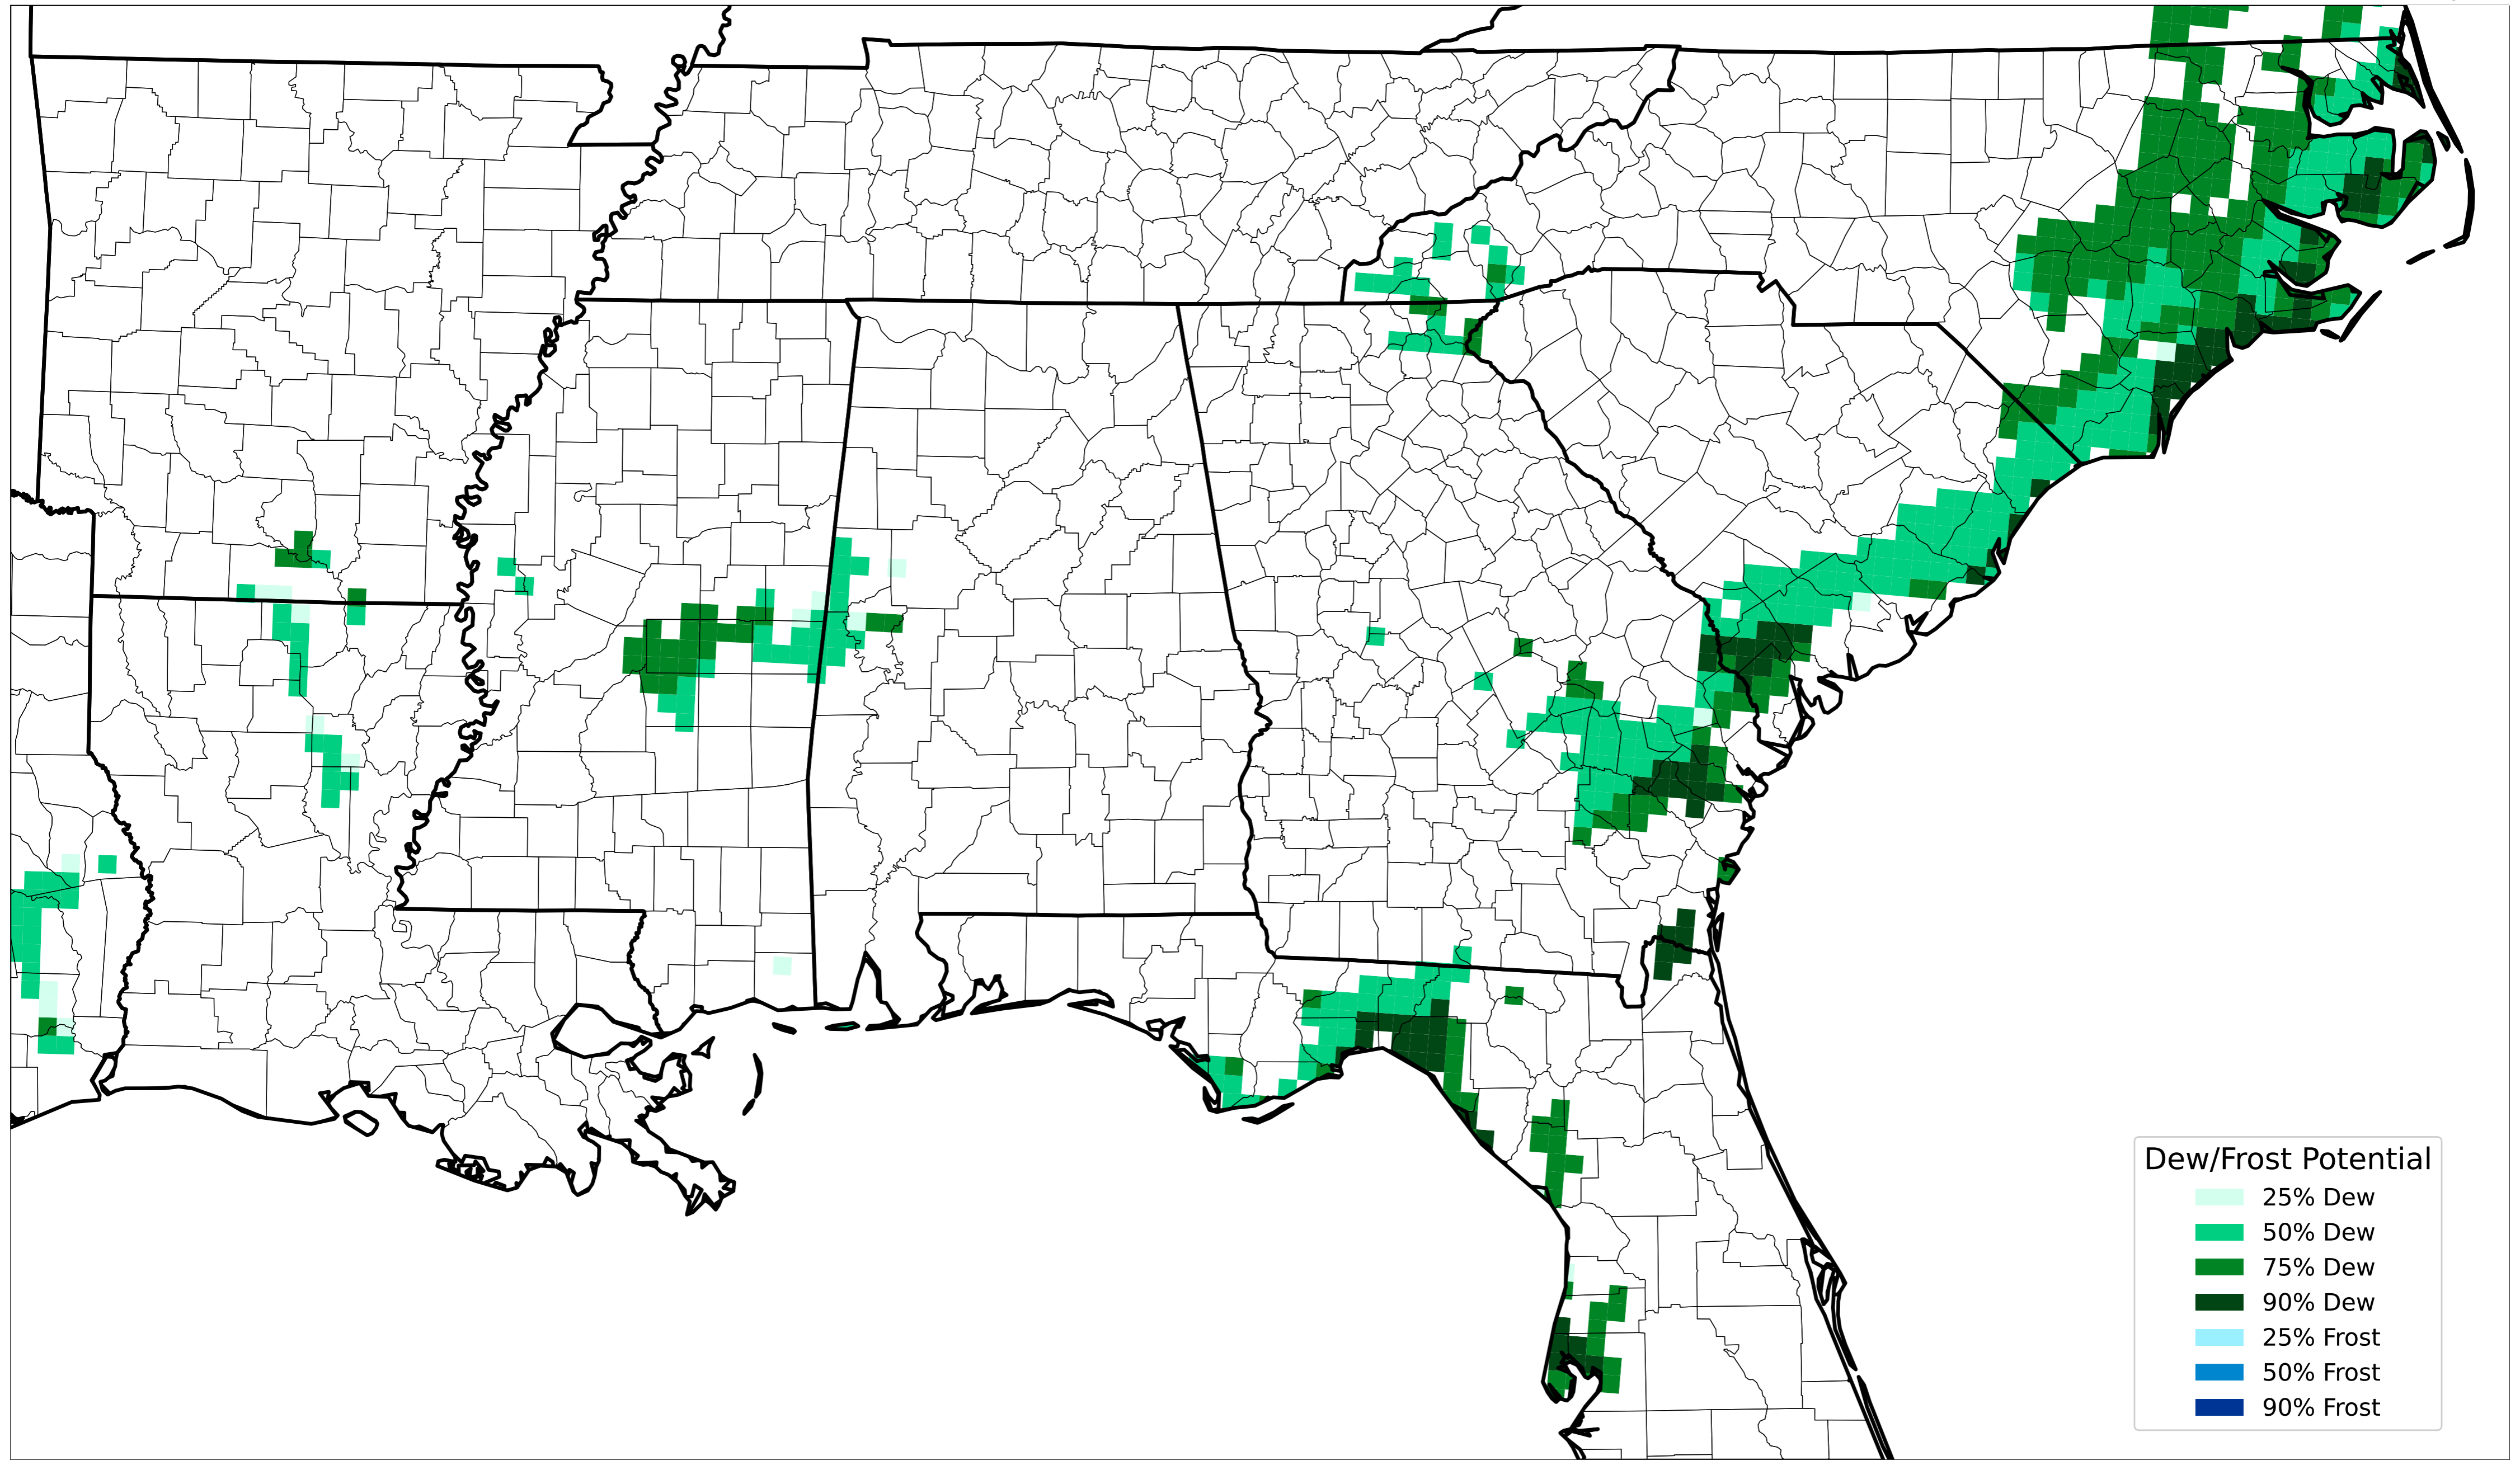 Dew/Frost Potential
25% Dew
50% Dew
75% Dew
90% Dew
25% Frost
50% Frost
90% Frost